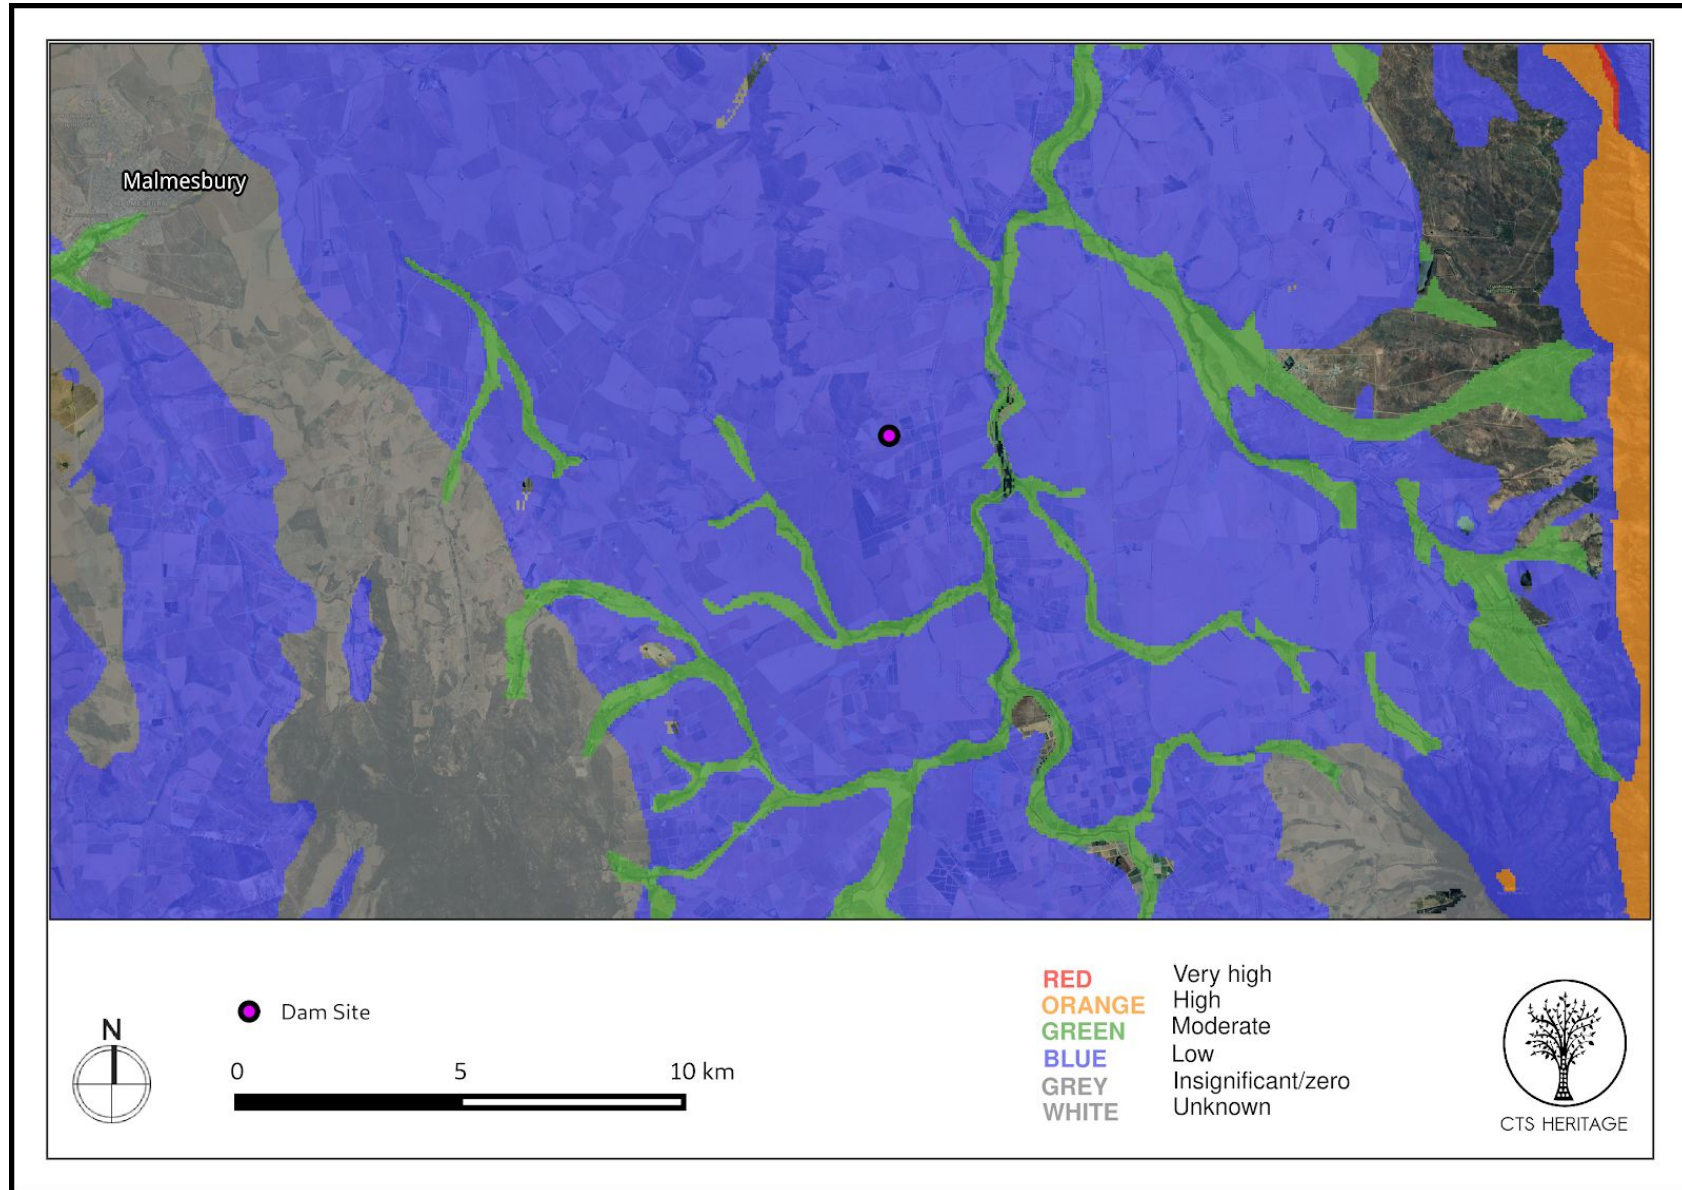 Malmesbury
N
Dam Site
0 5 10 km
RED Very high
ORANGE High
GREEN Moderate
BLUE Low
GREY Insignificant/zero
WHITE Unknown
CTS HERITAGE